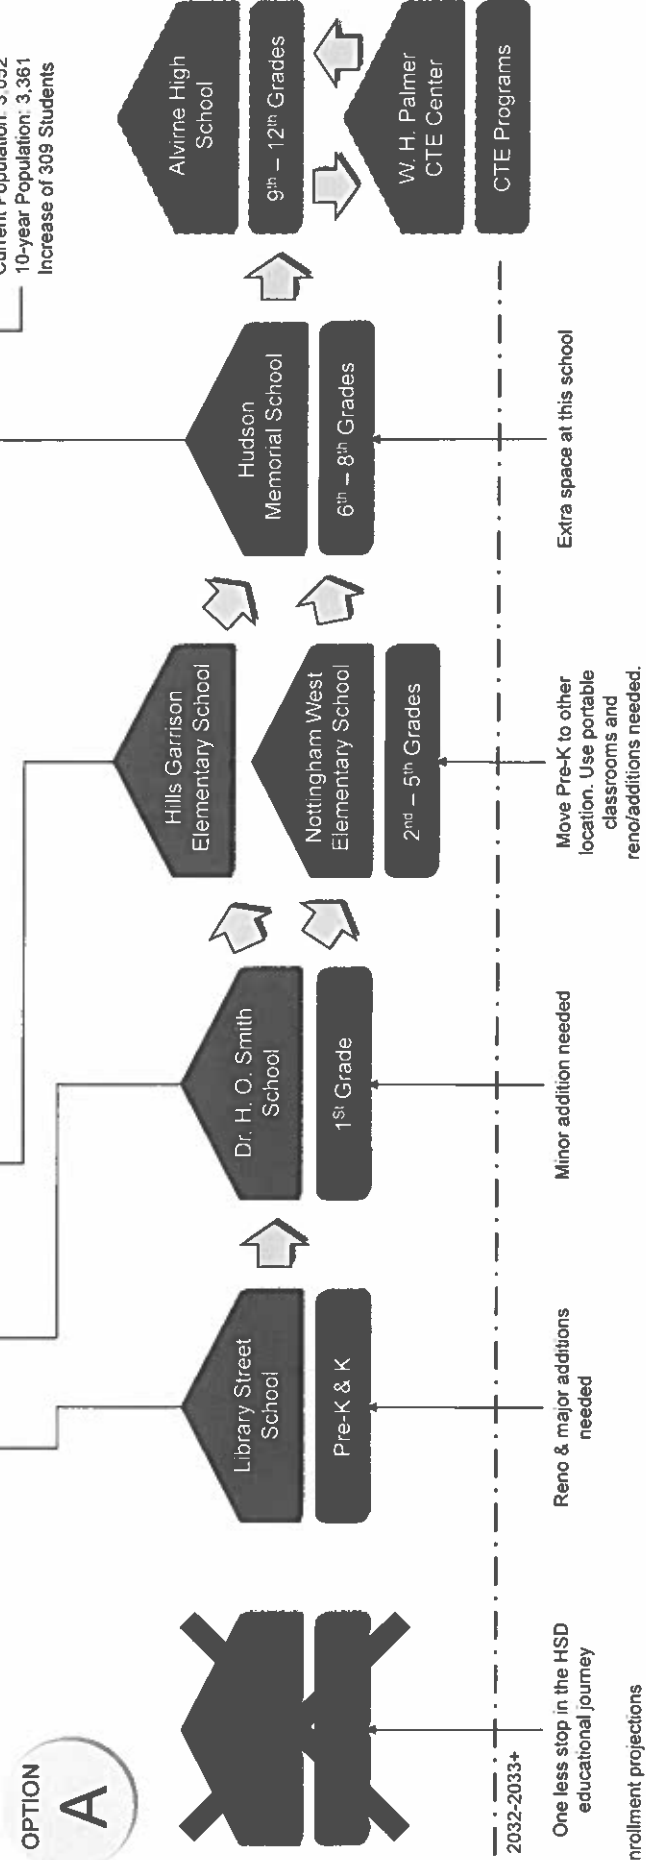 OPTION
A
10-year Population: 3,361
Increase of 309 Students
Library Street
School
Pre-K & K
Dr. H. O. Smith
School
1St Grade
Hills Garrison
Elementary School
Nottingham West
Elementary School
2nd – 5th Grades
Hudson
Memorial School
6th – 8th Grades
Alvirne High
School
9th – 12th Grades
W. H. Palmer
CTE Center
CTE Programs
2032-2033+
One less stop in the HSD
educational journey
Reno & major additions
needed
Minor addition needed
Move Pre-K to other
location. Use portable
classrooms and
reno/additions needed.
Extra space at this school
projections